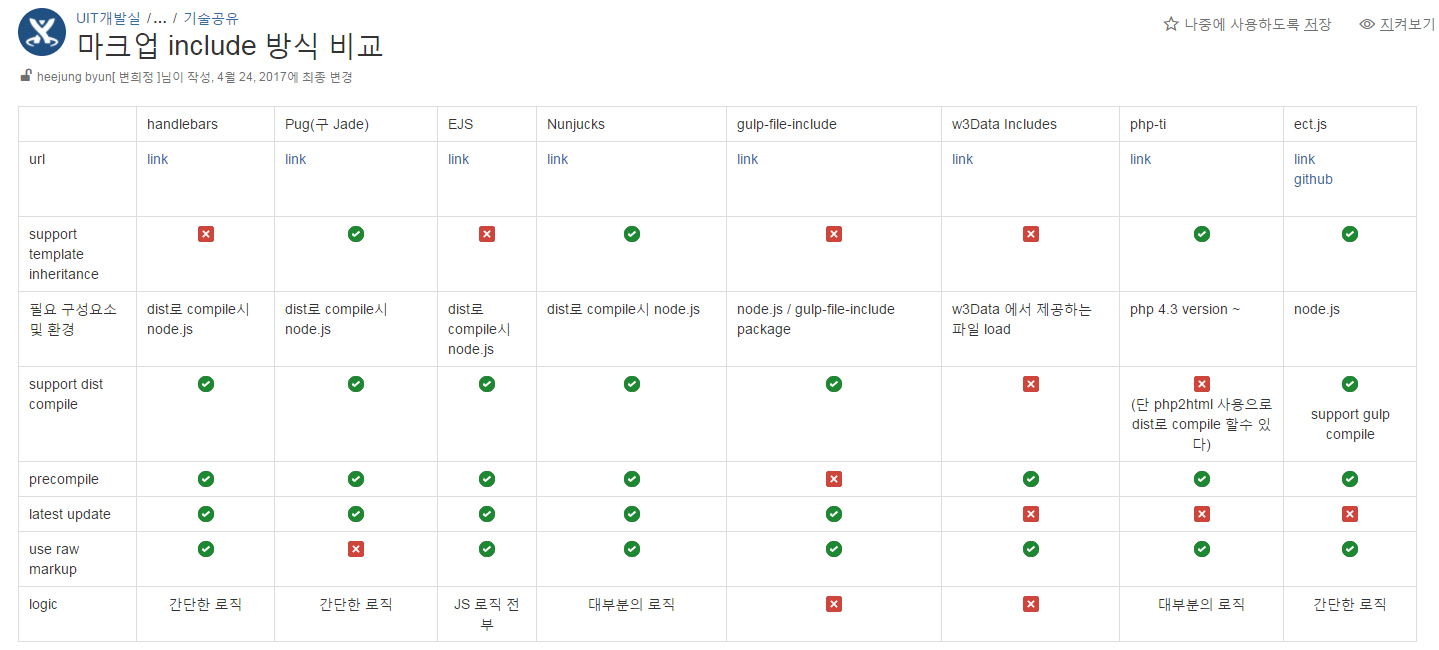 UIT개발실 /... / 기술공유
나중에 사용하도록 저장 지켜보기
마크업 include 방식 비교
heejung byun[ 변희정 ]님이 작성, 4월 24, 2017에 최종 변경
handlebars Pug(구 Jade) EJS Nunjucks gulp-file-include w3Data Includes php-ti ect.js
url link link link link link link link link
github
support
template
inheritance
필요 구성요소
및 환경
dist로 compile시
node.js
dist로 compile시
node.js
dist로
compile시
node.js
dist로 compile시 node.js
node.js / gulp-file-include
package
w3Data 에서 제공하는
파일 load
php 4.3 version ~
node.js
support dist
compile
(단 php2html 사용으로
dist로 compile 할수 있
다)
support gulp
compile
precompile
latest update
use raw
markup
logic
간단한 로직
간단한 로직
JS 로직 전
부
대부분의 로직
대부분의 로직
간단한 로직